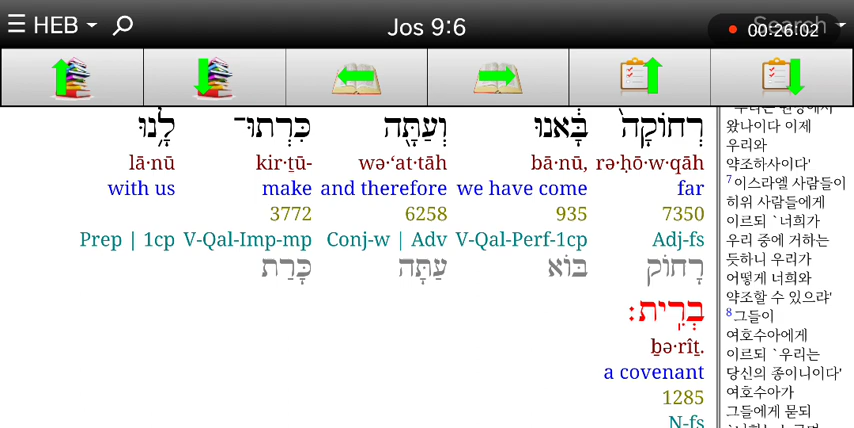 ☰ HEB
Jos 9:6
00:26:02
רְחוֹקָה֙ בָּ֔אנוּ וְעַתָּ֖ה כִּרְתוּ־ לָ֥נוּ
lā·nū kir·ṯū- wə·‘at·tāh bā·nū, rə·ḥō·w·qāh
with us make and therefore we have come far
3772 6258 935 7350
Prep | 1cp V-Qal-Imp-mp Conj-w | Adv V-Qal-Perf-1cp Adj-fs
רָחוֹק בּוֹא עַתָּה כָּרַת
בְרִֽית׃
ḇə·rîṯ.
a covenant
1285
N-fs
왔나이다 이제
우리와
약조하사이다'
7이스라엘 사람들이
히위 사람들에게
이르되 `너희가
우리 중에 거하는
듯하니 우리가
어떻게 너희와
약조할 수 있으랴'
8그들이
여호수아에게
이르되 `우리는
당신의 종이니이다'
여호수아가
그들에게 묻되